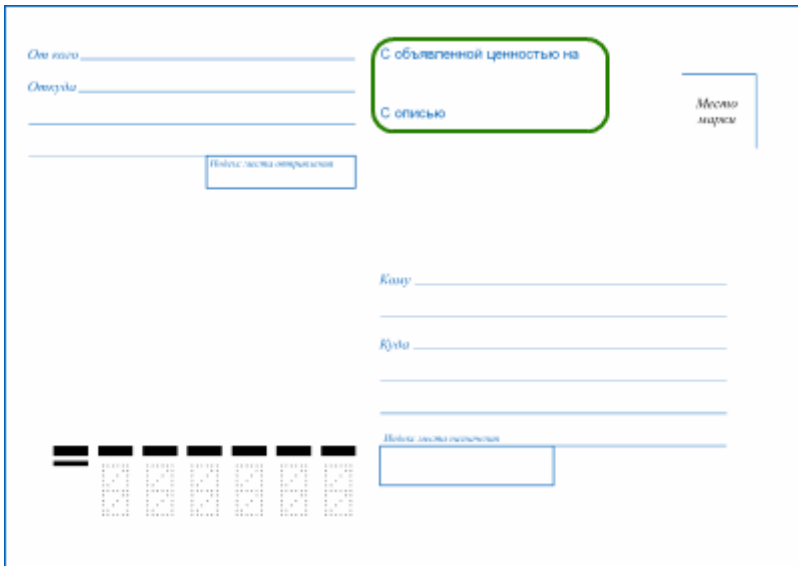 От кого
Откуда
Индекс места отправления
С объявленной ценностью на
С описью
Место
марки
Кому
Куда
Индекс места назначения